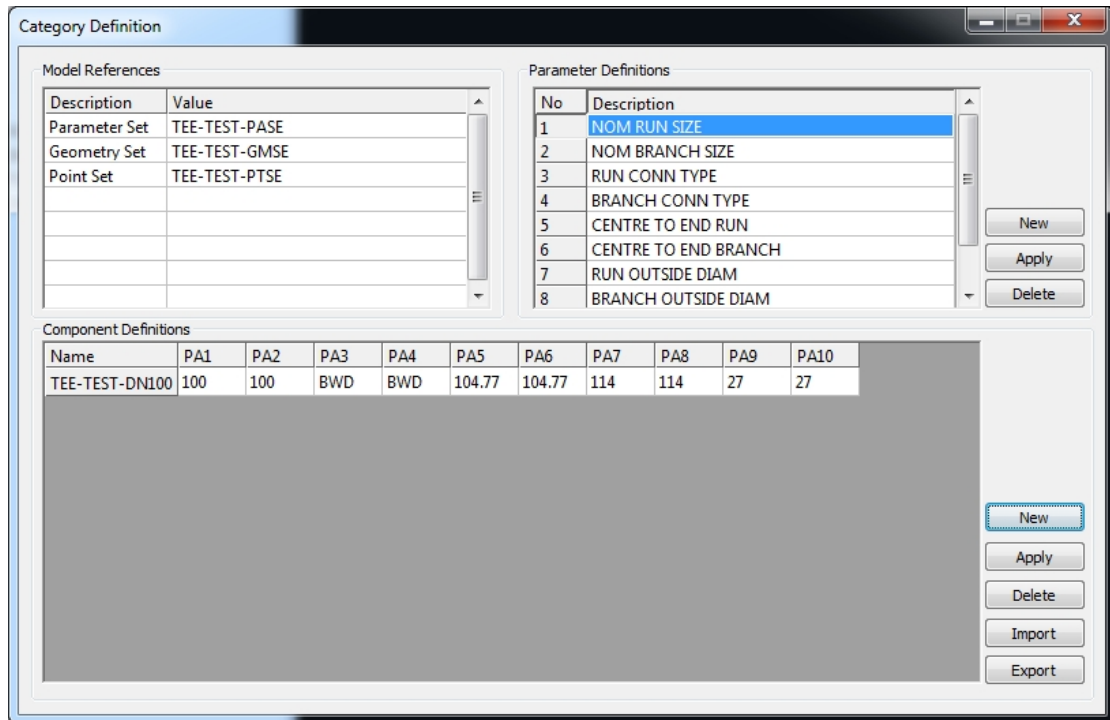 Category Definition
Model References
Description Value
Parameter Set TEE-TEST-PASE
Geometry Set TEE-TEST-GMSE
Point Set TEE-TEST-PTSE
Parameter Definitions
No Description
1 NOM RUN SIZE
2 NOM BRANCH SIZE
3 RUN CONN TYPE
4 BRANCH CONN TYPE
5 CENTRE TO END RUN
6 CENTRE TO END BRANCH
7 RUN OUTSIDE DIAM
8 BRANCH OUTSIDE DIAM
New
Apply
Delete
Component Definitions
Name PA1 PA2 PA3 PA4 PA5 PA6 PA7 PA8 PA9 PA10
TEE-TEST-DN100 100 100 BWD BWD 104.77 104.77 114 114 27 27
New
Apply
Delete
Import
Export